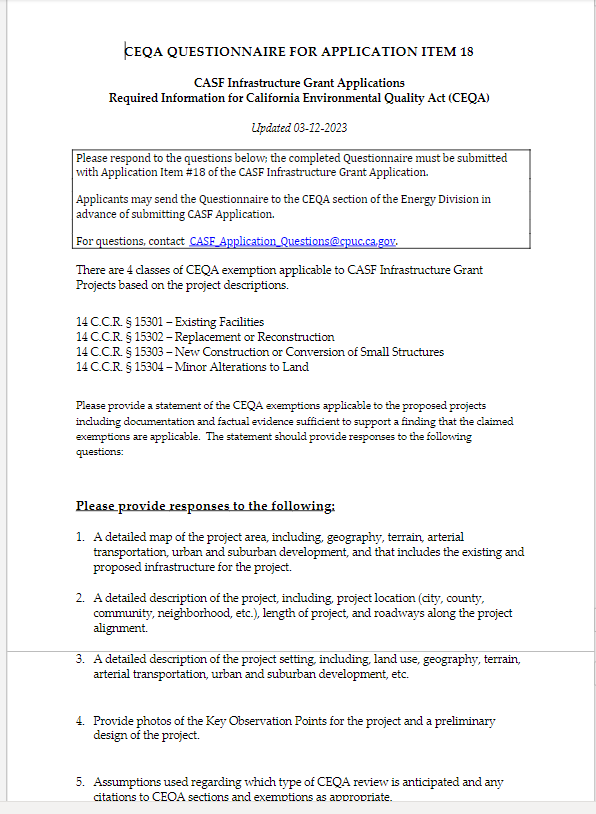 CEQA QUESTIONNAIRE FOR APPLICATION ITEM 18
CASF Infrastructure Grant Applications
Required Information for California Environmental Quality Act (CEQA)
Updated 03-12-2023
Please respond to the questions below; the completed Questionnaire must be submitted
with Application Item #18 of the CASF Infrastructure Grant Application.
Applicants may send the Questionnaire to the CEQA section of the Energy Division in
advance of submitting CASF Application.
For questions, contact CASF_Application_Questions@cpuc.ca.gov.
There are 4 classes of CEQA exemption applicable to CASF Infrastructure Grant
Projects based on the project descriptions.
14 C.C.R. § 15301 – Existing Facilities
14 C.C.R. § 15302 – Replacement or Reconstruction
14 C.C.R. § 15303 – New Construction or Conversion of Small Structures
14 C.C.R. § 15304 – Minor Alterations to Land
Please provide a statement of the CEQA exemptions applicable to the proposed projects
including documentation and factual evidence sufficient to support a finding that the claimed
exemptions are applicable. The statement should provide responses to the following
questions:
Please provide responses to the following:
1. A detailed map of the project area, including, geography, terrain, arterial
transportation, urban and suburban development, and that includes the existing and
proposed infrastructure for the project.
2. A detailed description of the project, including, project location (city, county,
community, neighborhood, etc.), length of project, and roadways along the project
alignment.
3. A detailed description of the project setting, including, land use, geography, terrain,
arterial transportation, urban and suburban development, etc.
4. Provide photos of the Key Observation Points for the project and a preliminary
design of the project.
5. Assumptions used regarding which type of CEQA review is anticipated and any
citations to CEQA sections and exemptions as appropriate.